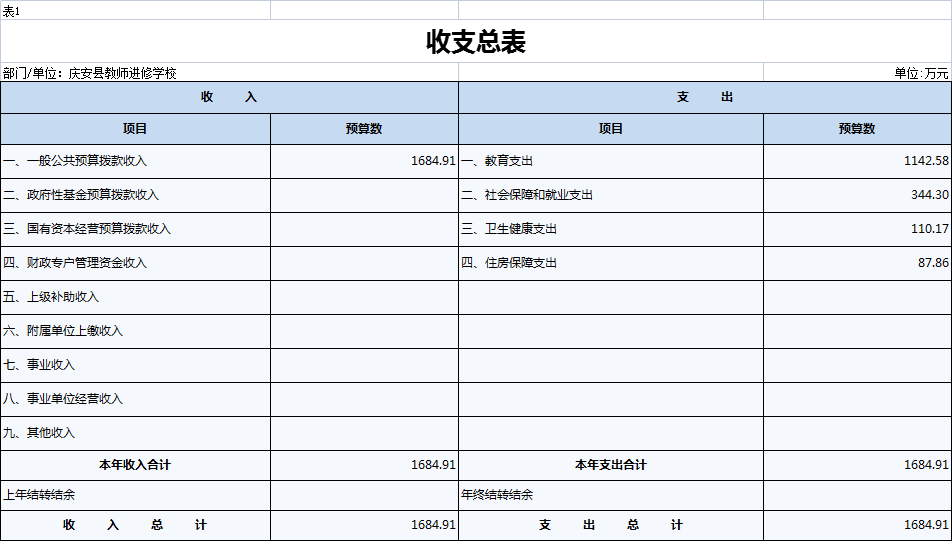 表1
收支总表
部门/单位：庆安县教师进修学校 单位:万元
收 入 支 出
项目 预算数 项目 预算数
一、一般公共预算拨款收入 1684.91 一、教育支出 1142.58
二、政府性基金预算拨款收入 二、社会保障和就业支出 344.30
三、国有资本经营预算拨款收入 三、卫生健康支出 110.17
四、财政专户管理资金收入 四、住房保障支出 87.86
五、上级补助收入
六、附属单位上缴收入
七、事业收入
八、事业单位经营收入
九、其他收入
本年收入合计 1684.91 本年支出合计 1684.91
上年结转结余 年终结转结余
收 入 总 计 1684.91 支 出 总 计 1684.91